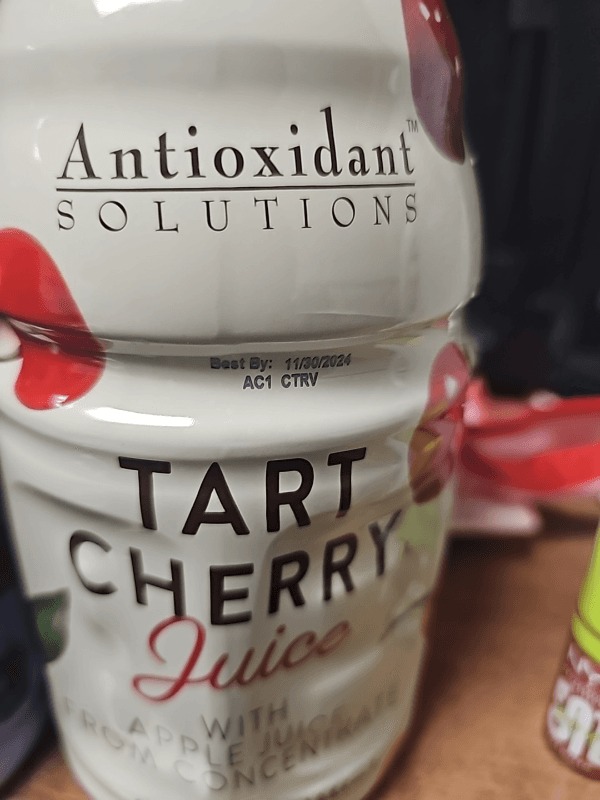 Antioxidant™
SOLUTIONS
Best By: 11/30/2024
AC1 CTRV
TART
CHERRY
Juice
WITH
APPLE JUICE
FROM CONCENTRATE